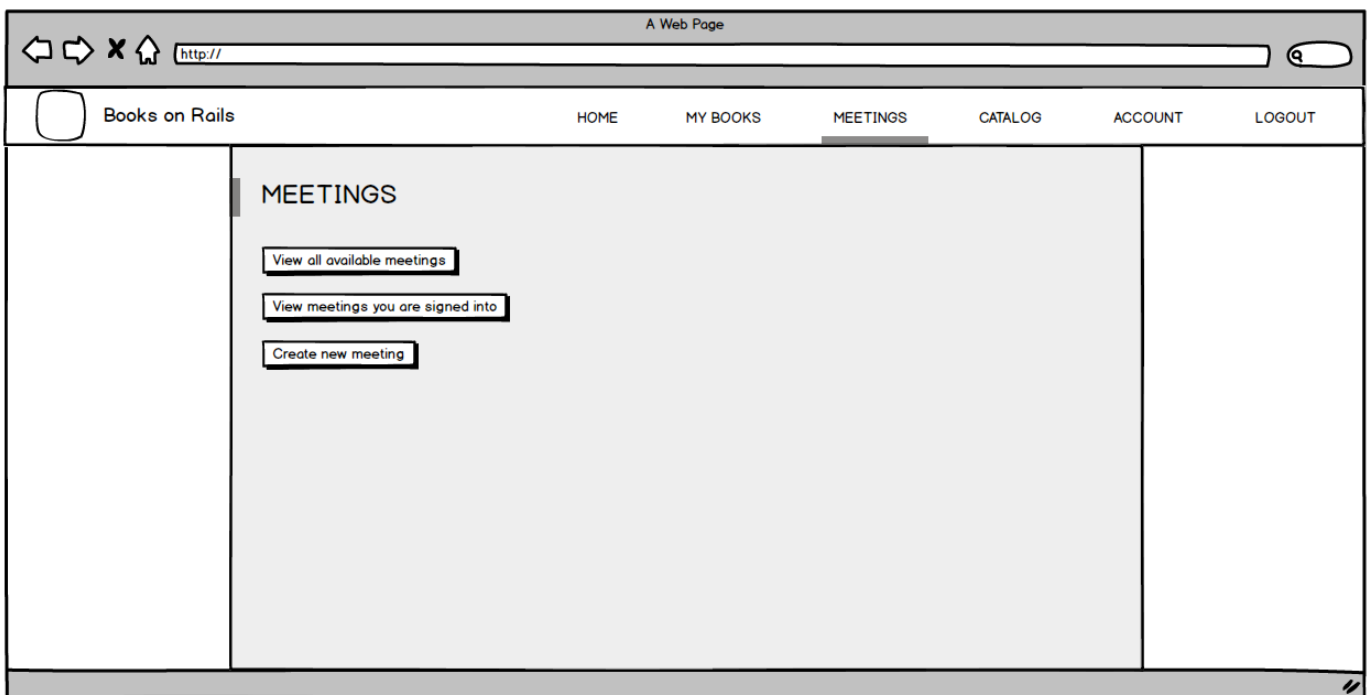 A Web Page
http://
Books on Rails HOME MY BOOKS MEETINGS CATALOG ACCOUNT LOGOUT
MEETINGS
View all available meetings
View meetings you are signed into
Create new meeting